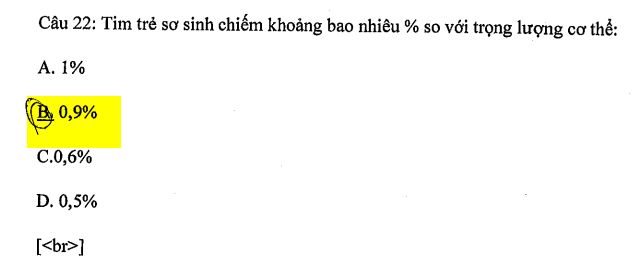 Câu 22: Tim trẻ sơ sinh chiếm khoảng bao nhiêu % so với trọng lượng cơ thể:
A. 1%
B. 0,9%
C.0,6%
D. 0,5%
[<br>]